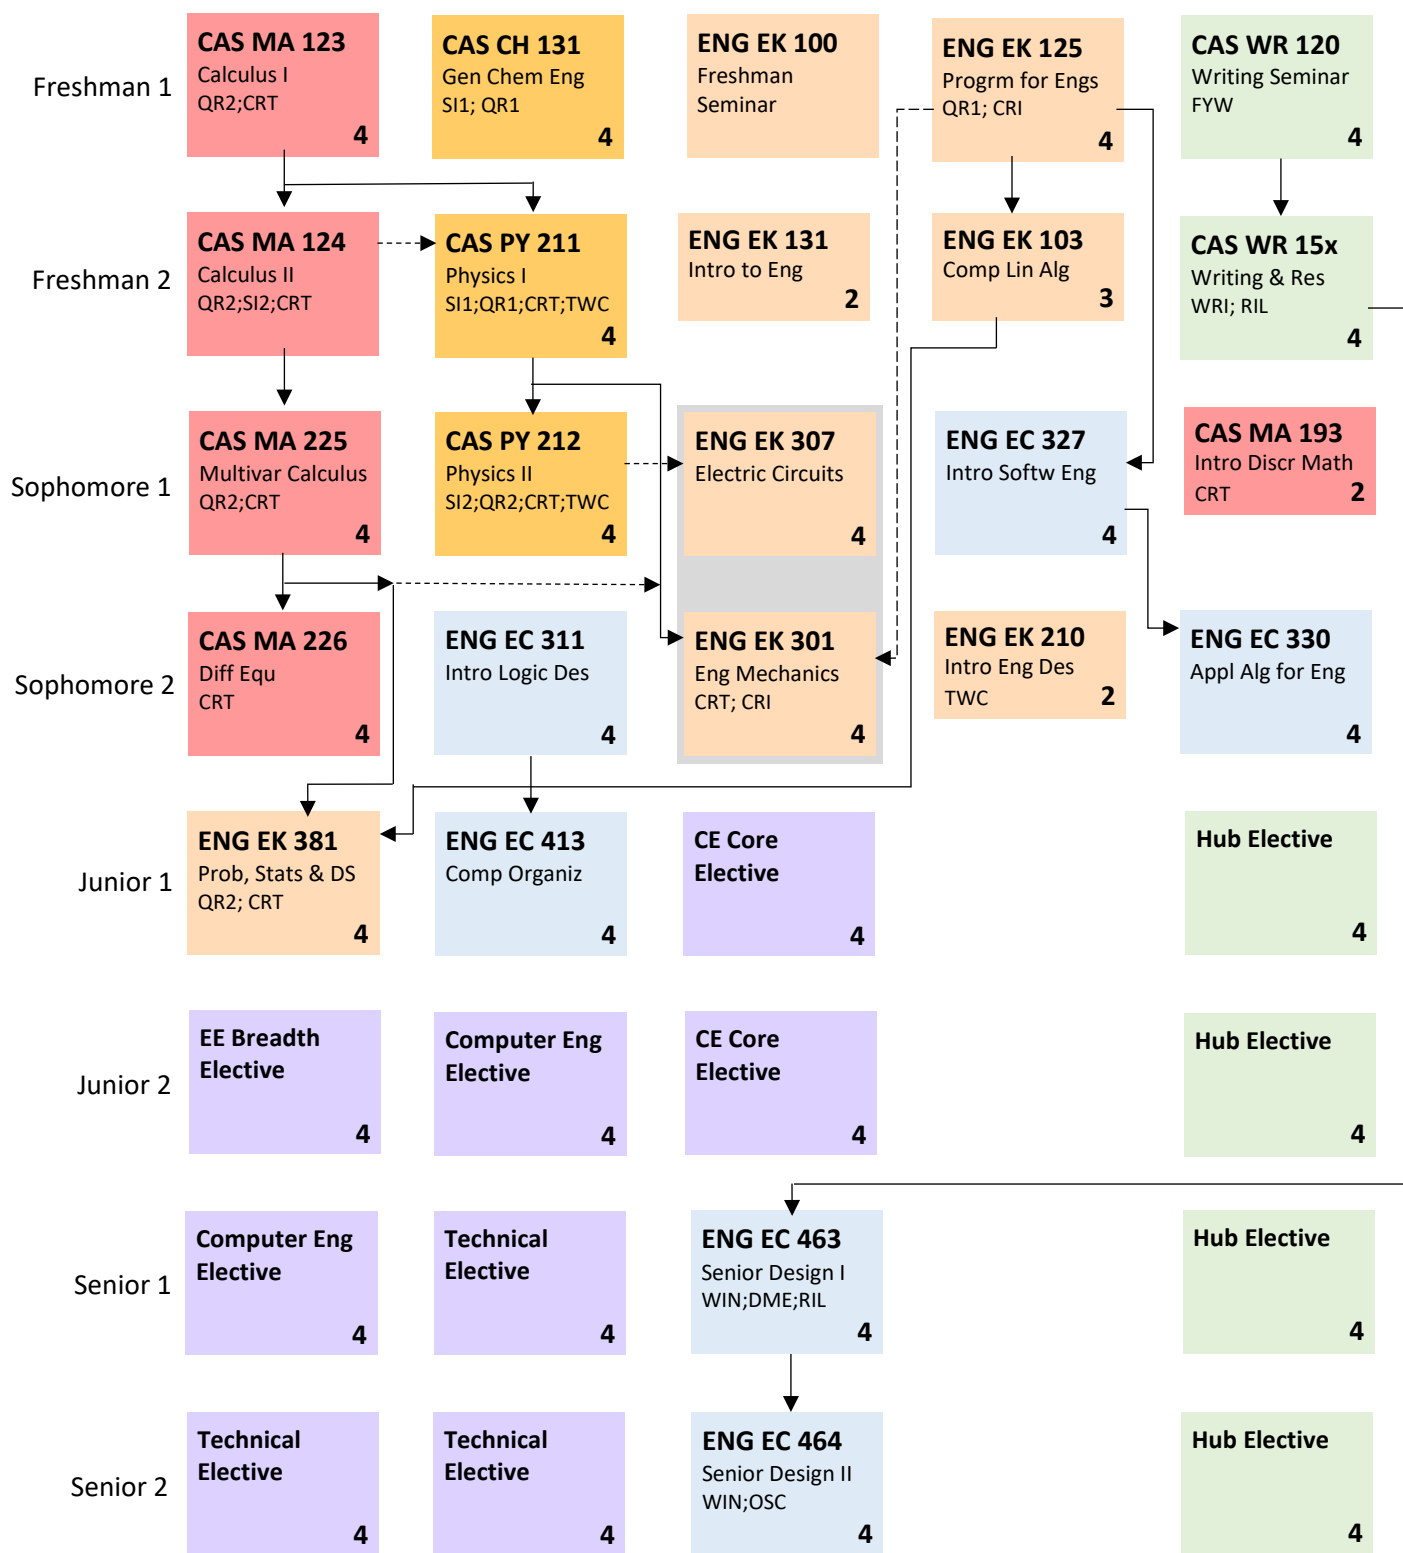 Freshman 1
CAS MA 123
Calculus I
QR2;CRT
4
CAS CH 131
Gen Chem Eng
SI1; QR1
4
ENG EK 100
Freshman
Seminar
ENG EK 125
Progrm for Engs
QR1; CRI
4
CAS WR 120
Writing Seminar
FYW
4
Freshman 2
CAS MA 124
Calculus II
QR2;SI2;CRT
4
CAS PY 211
Physics I
SI1;QR1;CRT;TWC
4
ENG EK 131
Intro to Eng
2
ENG EK 103
Comp Lin Alg
3
CAS WR 15x
Writing & Res
WRI; RIL
4
Sophomore 1
CAS MA 225
Multivar Calculus
QR2;CRT
4
CAS PY 212
Physics II
SI2;QR2;CRT;TWC
4
ENG EK 307
Electric Circuits
4
ENG EC 327
Intro Softw Eng
4
CAS MA 193
Intro Discr Math
CRT
2
Sophomore 2
CAS MA 226
Diff Equ
CRT
4
ENG EC 311
Intro Logic Des
4
ENG EK 301
Eng Mechanics
CRT; CRI
4
ENG EK 210
Intro Eng Des
TWC
2
ENG EC 330
Appl Alg for Eng
4
Junior 1
ENG EK 381
Prob, Stats & DS
QR2; CRT
4
ENG EC 413
Comp Organiz
4
CE Core
Elective
4
Hub Elective
4
Junior 2
EE Breadth
Elective
4
Computer Eng
Elective
4
CE Core
Elective
4
Hub Elective
4
Senior 1
Computer Eng
Elective
4
Technical
Elective
4
ENG EC 463
Senior Design I
WIN;DME;RIL
4
Hub Elective
4
Senior 2
Technical
Elective
4
Technical
Elective
4
ENG EC 464
Senior Design II
WIN;OSC
4
Hub Elective
4